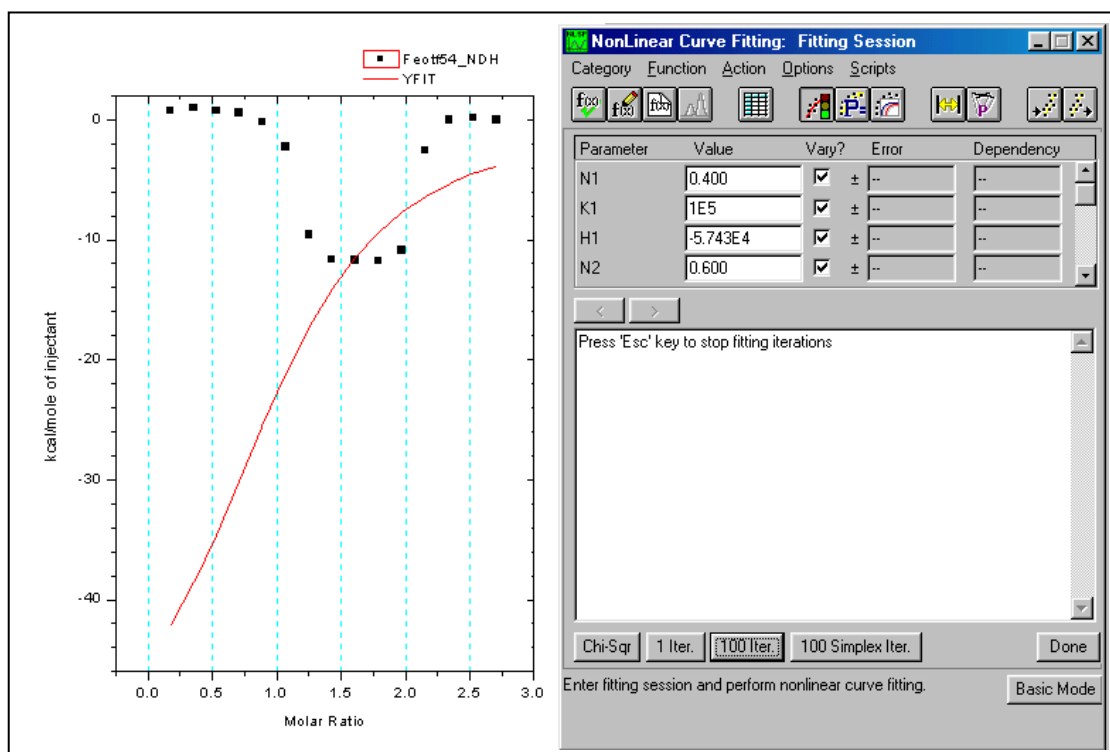 Feotf54_NDH
YFIT
0
-10
-20
-30
-40
kcal/mole of injectant
0.0 0.5 1.0 1.5 2.0 2.5 3.0
Molar Ratio
NLSF
NonLinear Curve Fitting: Fitting Session
Category Function Action Options Scripts
f(x) f(x) f(x) P P
Parameter Value Vary? Error Dependency
N1 0.400 ± -- --
K1 1E5 ± -- --
H1 -5.743E4 ± -- --
N2 0.600 ± -- --
< >
Press 'Esc' key to stop fitting iterations
Chi-Sqr 1 Iter. 100 Iter. 100 Simplex Iter. Done
Enter fitting session and perform nonlinear curve fitting. Basic Mode